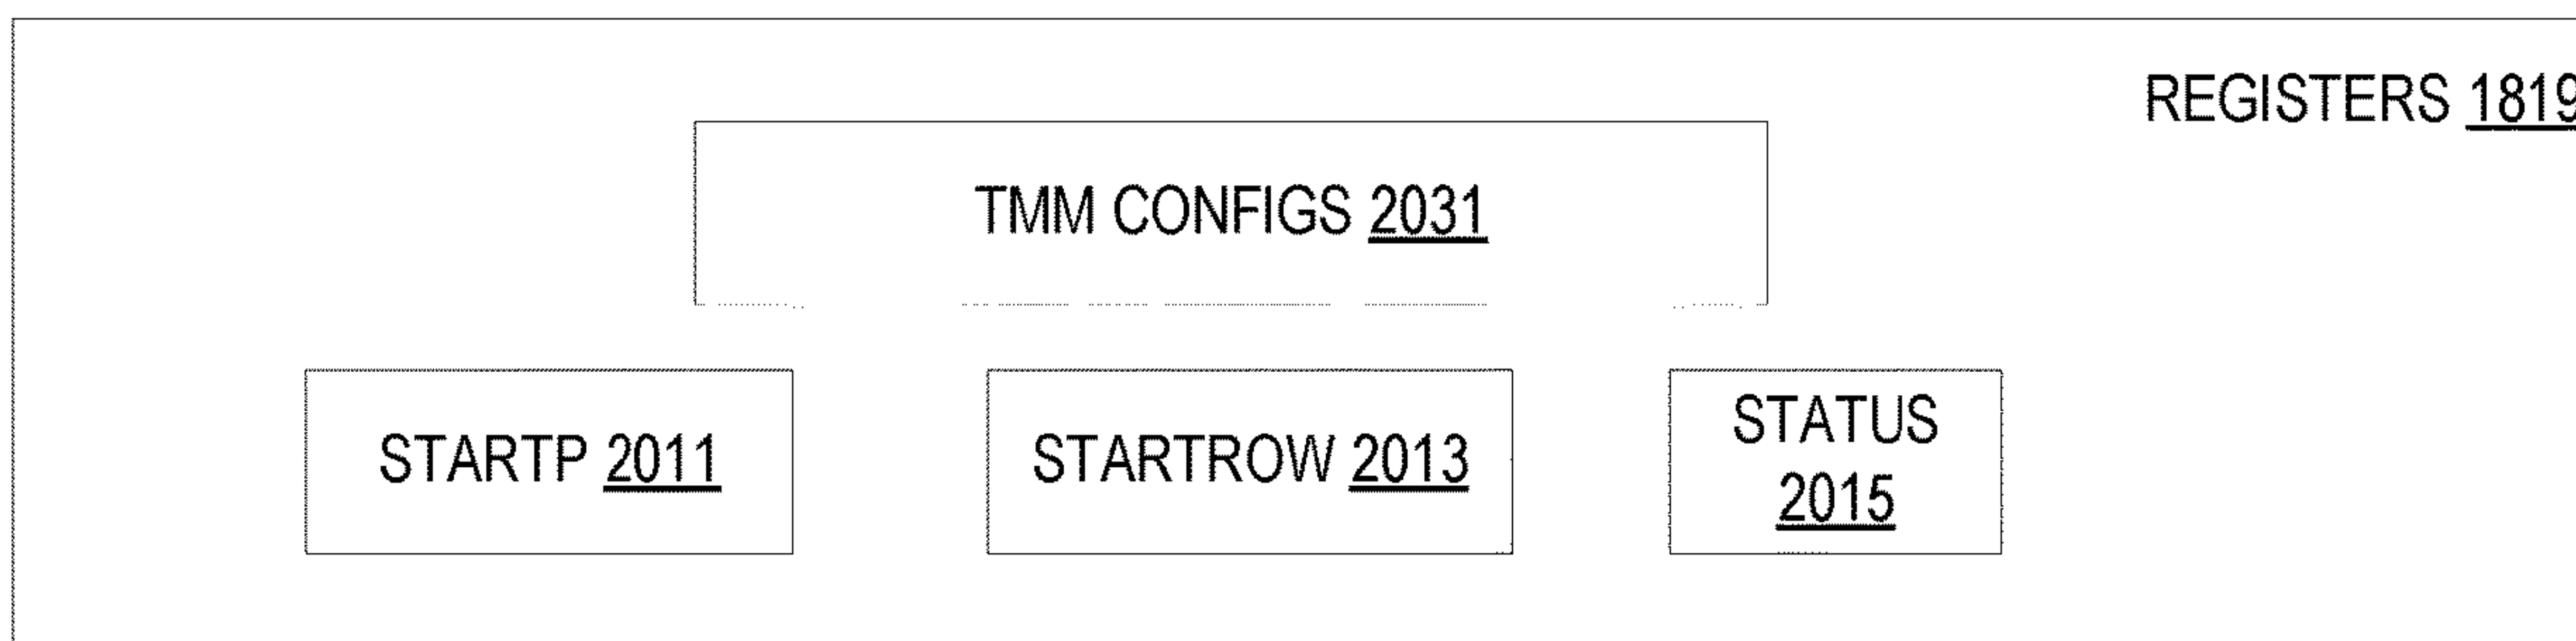 REGISTERS 1819
TMM CONFIGS 2031
STARTP 2011
STARTROW 2013
STATUS
2015